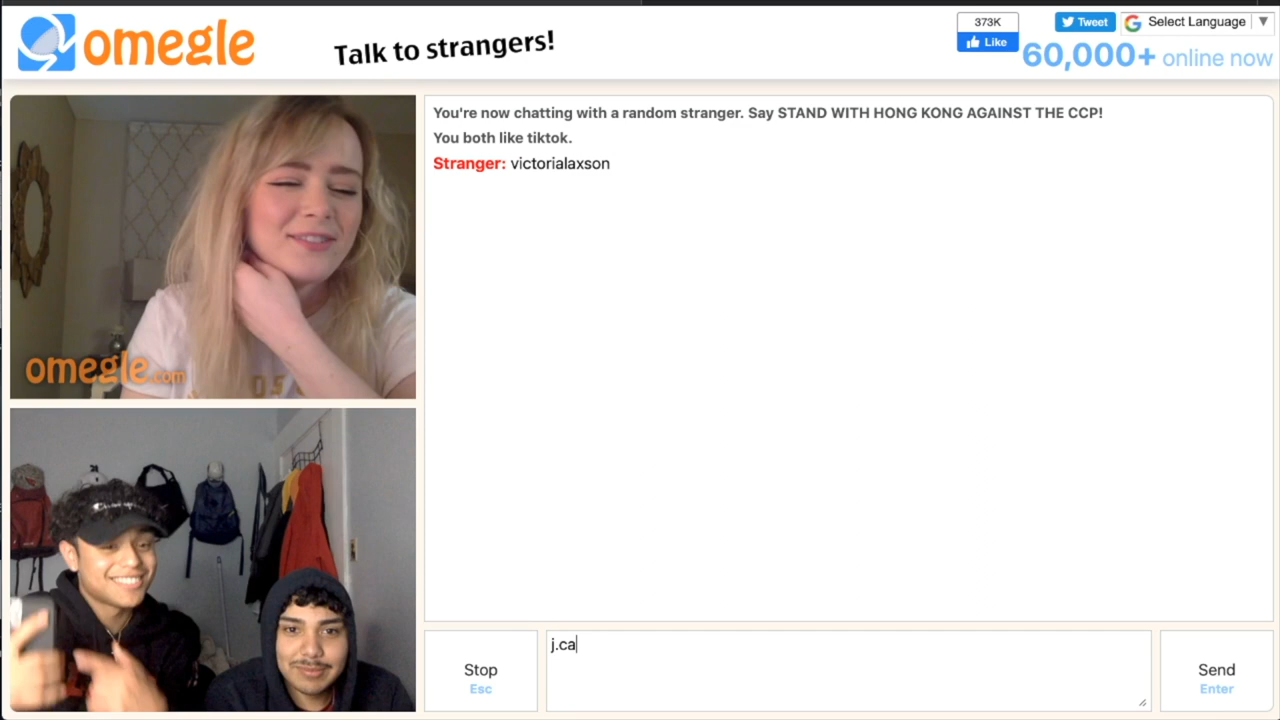 omegle
Talk to strangers!
373K
Like
Tweet
Select Language
60,000+ online now
You're now chatting with a random stranger. Say STAND WITH HONG KONG AGAINST THE CCP!
You both like tiktok.
Stranger: victorialaxson
omegle.com
Stop
Esc
j.ca
Send
Enter